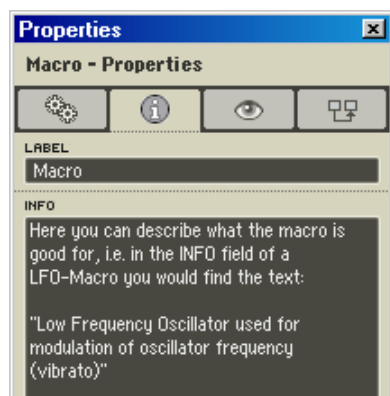 Properties
Macro - Properties
LABEL
Macro
INFO
Here you can describe what the macro is
good for, i.e. in the INFO field of a
LFO-Macro you would find the text:
"Low Frequency Oscillator used for
modulation of oscillator frequency
(vibrato)"